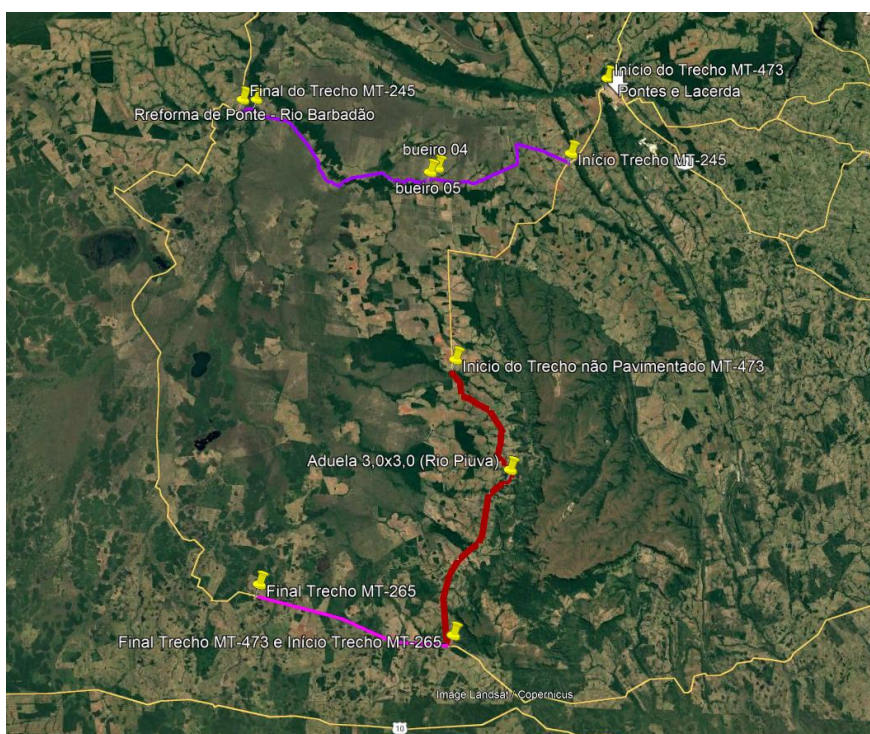 Início do Trecho MT-473
Pontes e Lacerda
Final do Trecho MT-245
Rreforma de Ponte - Rio Barbadão
bueiro 04
Início Trecho MT-245
bueiro 05
Inicio do Trecho não Pavimentado MT-473
Aduela 3,0x3,0 (Rio Piuva)
Final Trecho MT-265
Final Trecho MT-473 e Início Trecho MT-265
Image Landsat / Copernicus
10